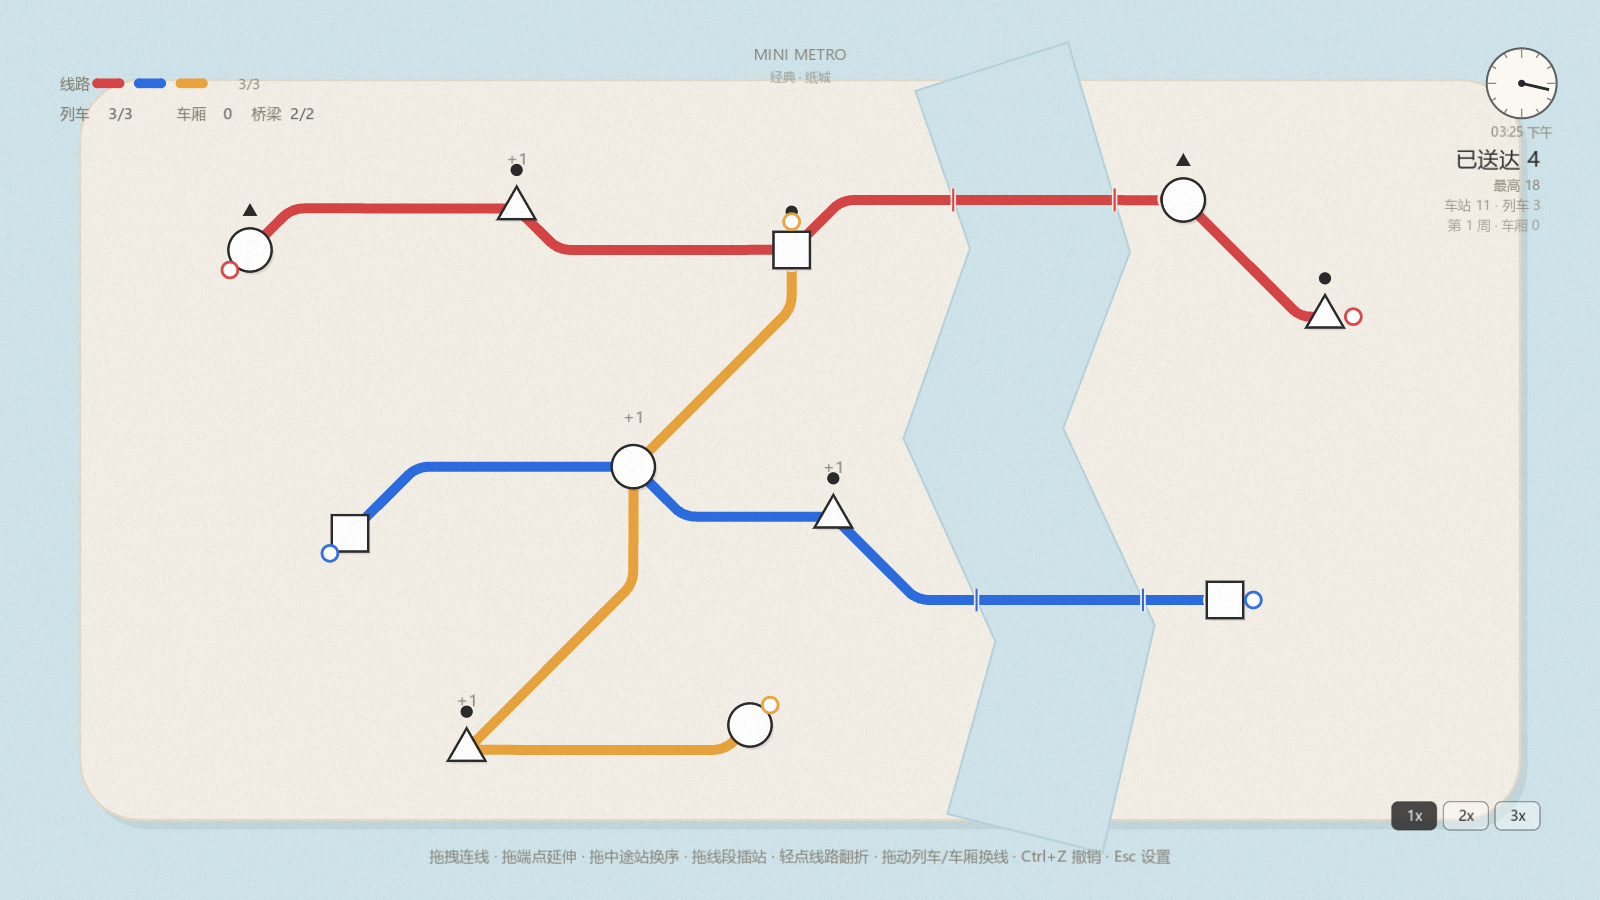 MINI METRO
经典 · 纸城
线路 3/3
列车 3/3 车厢 0 桥梁 2/2
03:25 下午
已送达 4
最高 18
车站 11 · 列车 3
第 1 周 · 车厢 0
+1
+1
+1
+1
1x 2x 3x
拖拽连线 · 拖端点延伸 · 拖中途站换序 · 拖线段插站 · 轻点线路翻折 · 拖动列车/车厢换线 · Ctrl+Z 撤销 · Esc 设置